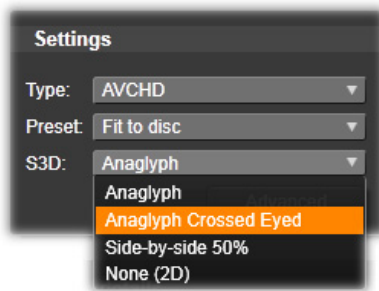 Settings
Type: AVCHD
Preset: Fit to disc
S3D: Anaglyph
Anaglyph
Advanced
Anaglyph Crossed Eyed
Side-by-side 50%
None (2D)